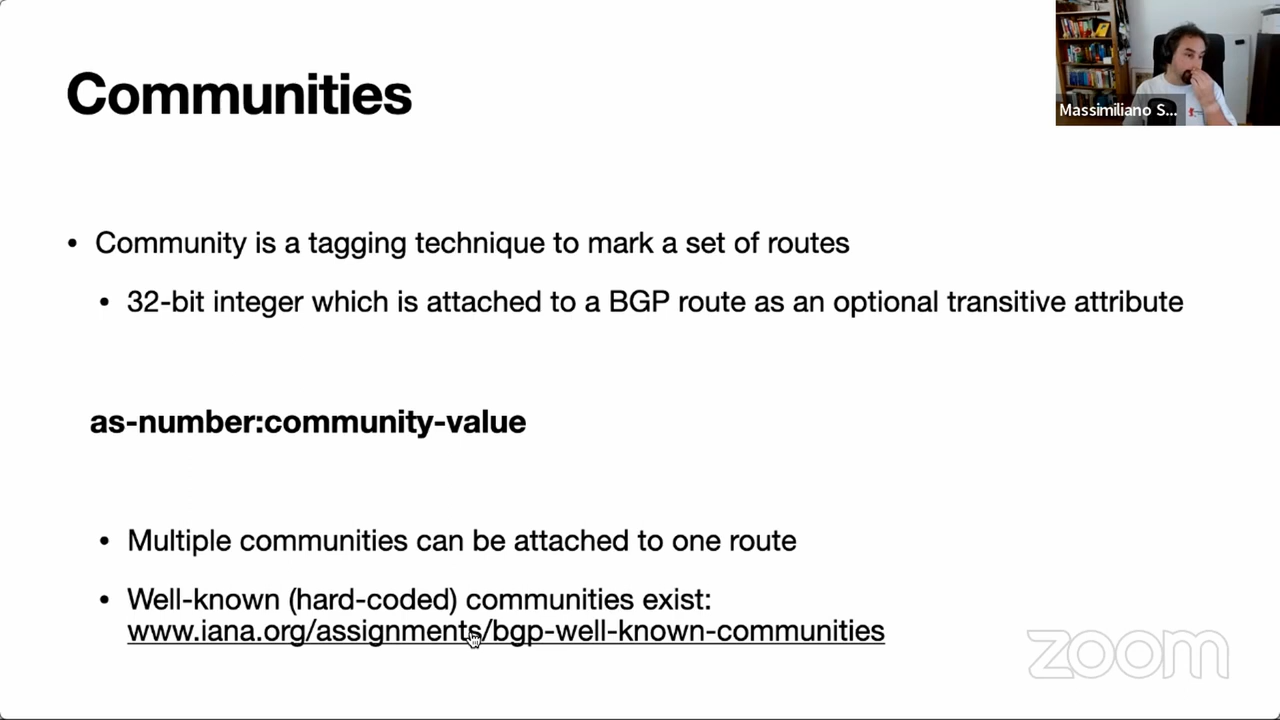 Communities
Massimiliano S...
• Community is a tagging technique to mark a set of routes
• 32-bit integer which is attached to a BGP route as an optional transitive attribute
as-number:community-value
• Multiple communities can be attached to one route
• Well-known (hard-coded) communities exist:
www.iana.org/assignments/bgp-well-known-communities
zoom